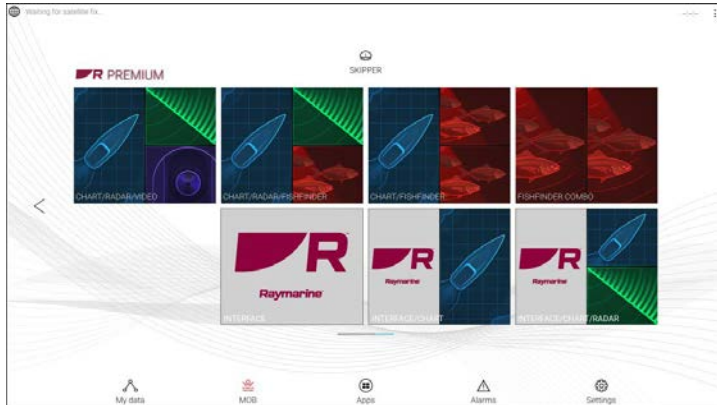 Waiting for satellite fix...
--:--
SKIPPER
R PREMIUM
CHART/RADAR/VIDEO
CHART/RADAR/FISHFINDER
CHART/FISHFINDER
FISHFINDER COMBO
R
Raymarine
INTERFACE
R
Raymarine
INTERFACE/CHART
R
Raymarine
INTERFACE/CHART/RADAR
My data
MOB
Apps
Alarms
Settings